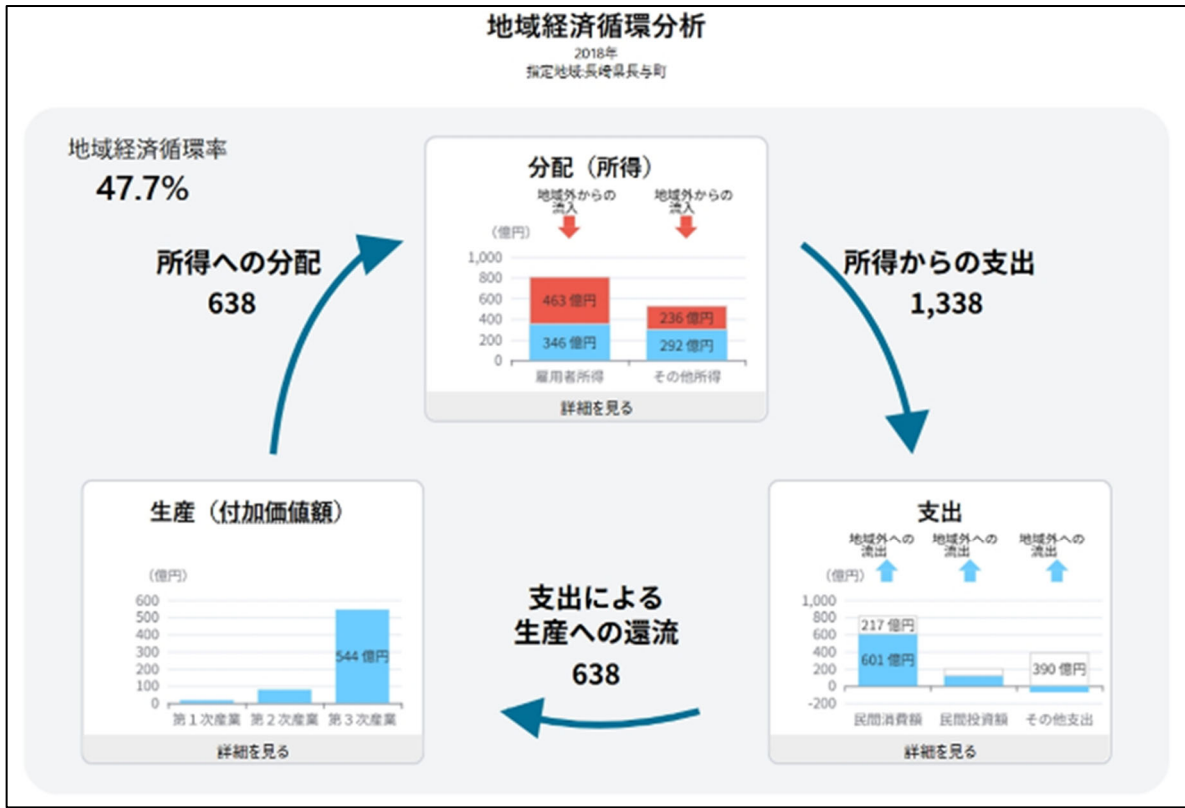 地域経済循環分析
2018年
指定地域:長崎県長与町
地域経済循環率
47.7%
所得への分配
638
分配（所得）
地域外からの
流入
地域外からの
流入
（億円）
1,000
800
600
400
200
0
463 億円
346 億円
236 億円
292 億円
雇用者所得
その他所得
詳細を見る
所得からの支出
1,338
生産（付加価値額）
（億円）
600
500
400
300
200
100
0
544 億円
第１次産業
第２次産業
第３次産業
詳細を見る
支出による
生産への還流
638
支出
地域外への
流出
地域外への
流出
地域外への
流出
（億円）
1,000
800
600
400
200
0
-200
217 億円
601 億円
390 億円
民間消費額
民間投資額
その他支出
詳細を見る